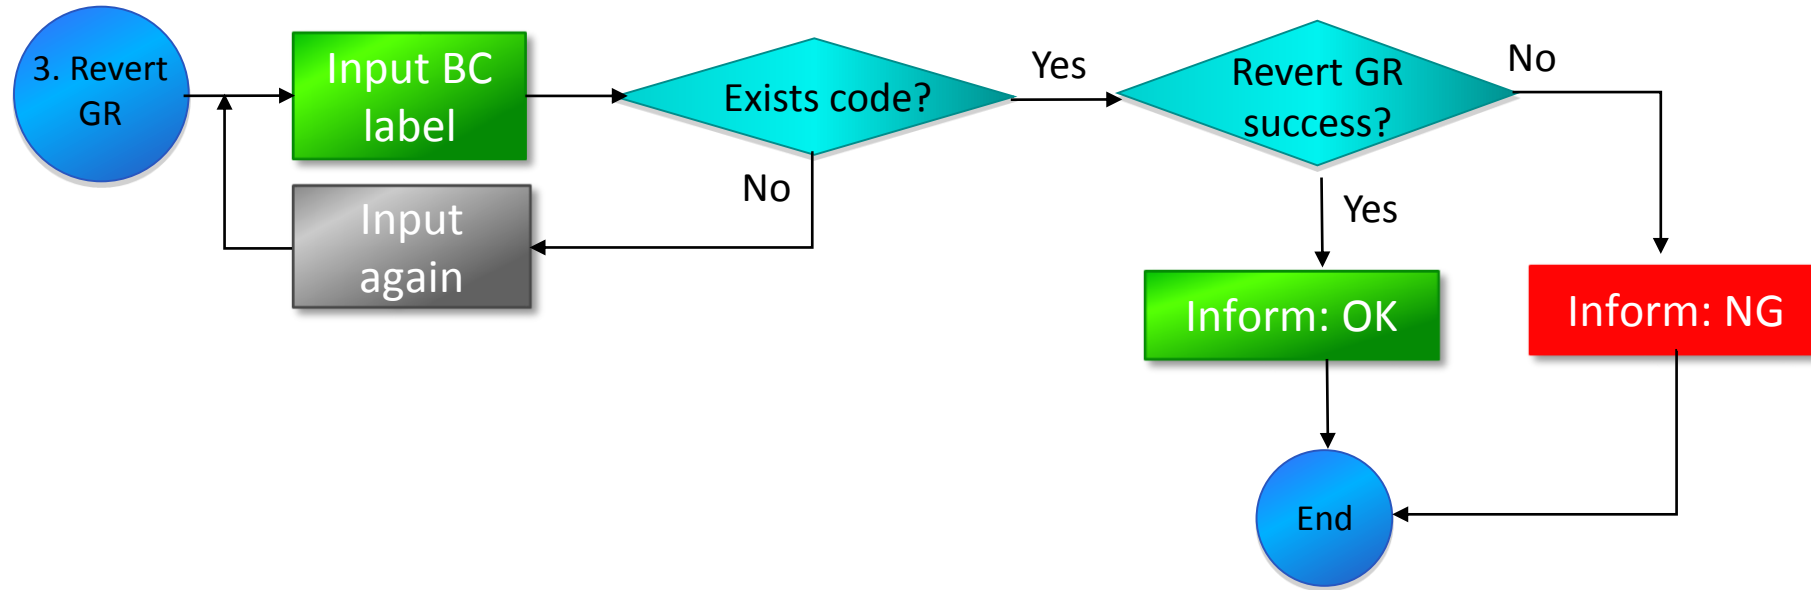 3. Revert
GR
Input BC
label
Exists code?
Yes
Revert GR
success?
No
No
Yes
Input
again
Inform: OK
Inform: NG
End